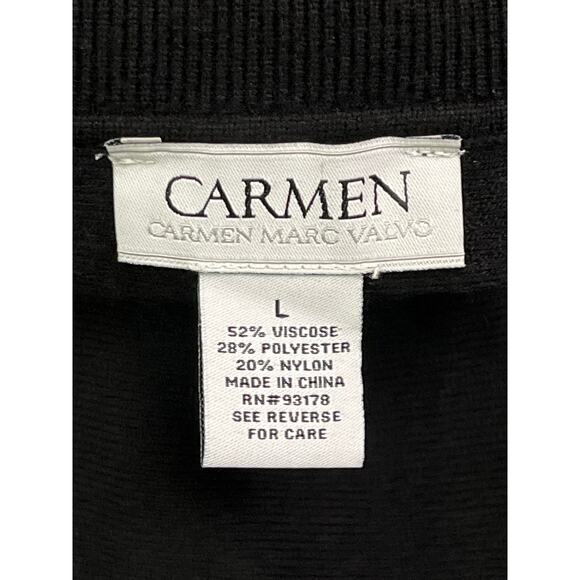 CARMEN
CARMEN MARC VALVO
L
52% VISCOSE
28% POLYESTER
20% NYLON
MADE IN CHINA
RN#93178
SEE REVERSE
FOR CARE